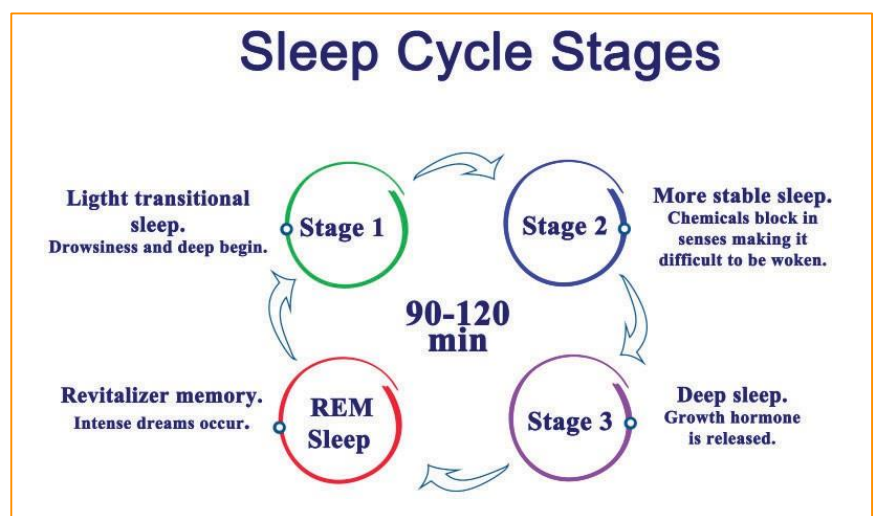 Sleep Cycle Stages
Ligtht transitional
sleep.
Drowsiness and deep begin.
Stage 1
Stage 2
More stable sleep.
Chemicals block in
senses making it
difficult to be woken.
90-120
min
Revitalizer memory.
Intense dreams occur.
REM
Sleep
Stage 3
Deep sleep.
Growth hormone
is released.